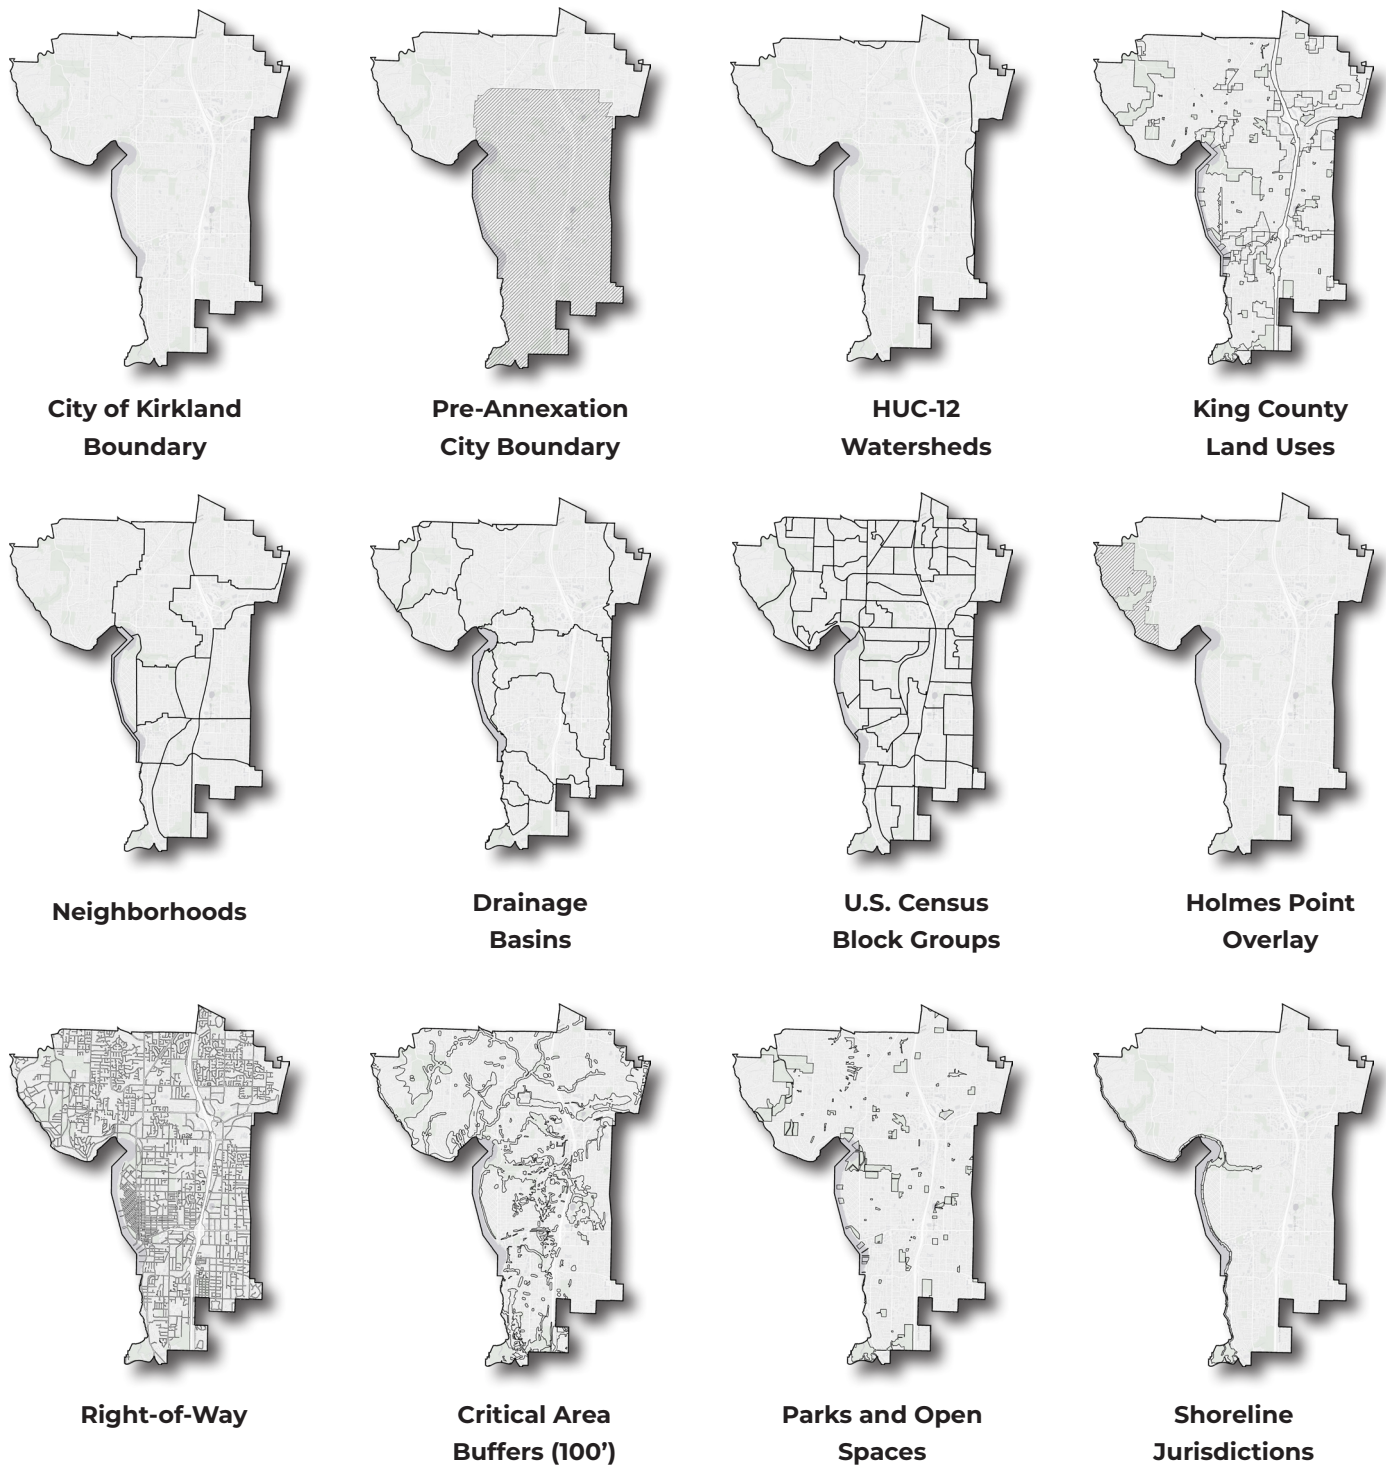 City of Kirkland
Boundary
Pre-Annexation
City Boundary
HUC-12
Watersheds
King County
Land Uses
Neighborhoods
Drainage
Basins
U.S. Census
Block Groups
Holmes Point
Overlay
Right-of-Way
Critical Area
Buffers (100’)
Parks and Open
Spaces
Shoreline
Jurisdictions